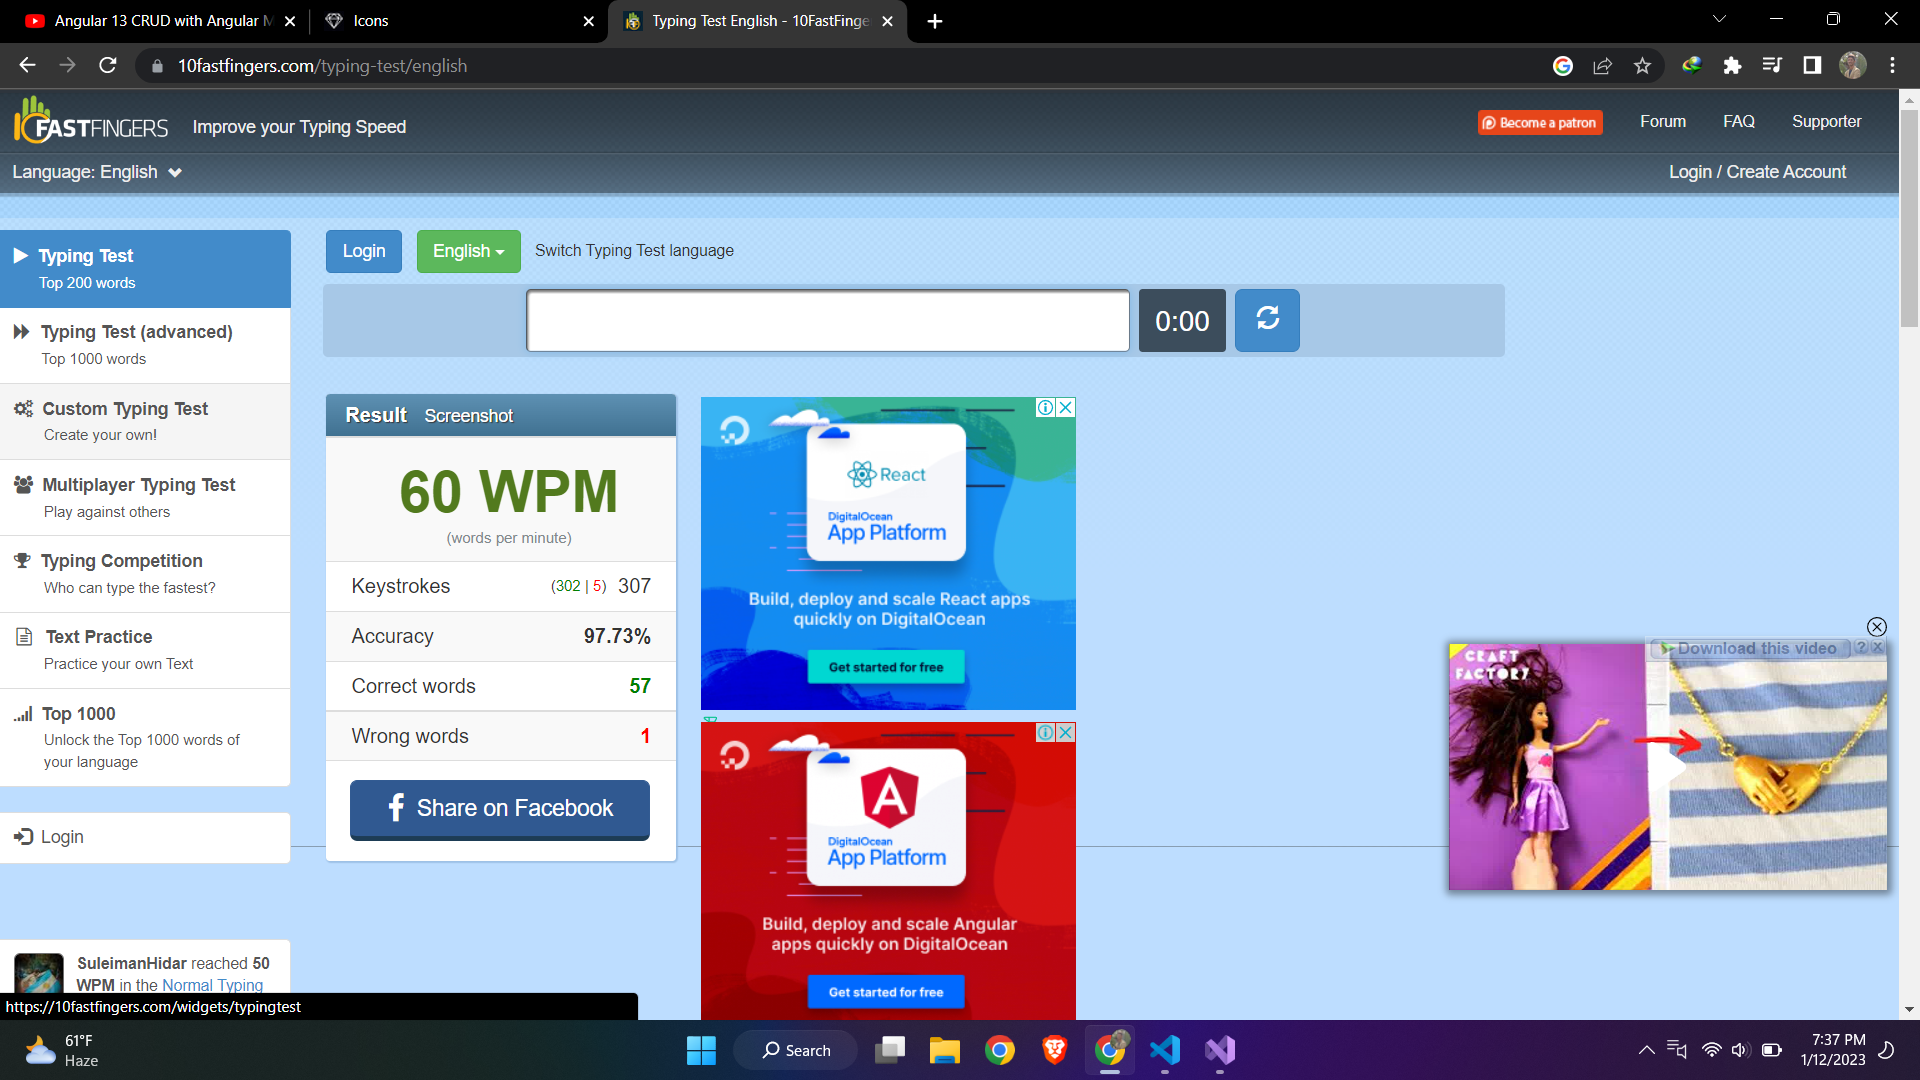 Angular 13 CRUD with Angular M
Icons
Typing Test English - 10FastFinge
10fastfingers.com/typing-test/english
FASTFINGERS
Improve your Typing Speed
Become a patron
Forum
FAQ
Supporter
Language: English
Login / Create Account
Typing Test
Top 200 words
Typing Test (advanced)
Top 1000 words
Custom Typing Test
Create your own!
Multiplayer Typing Test
Play against others
Typing Competition
Who can type the fastest?
Text Practice
Practice your own Text
Top 1000
Unlock the Top 1000 words of
your language
Login
SuleimanHidar reached 50
WPM in the Normal Typing
https://10fastfingers.com/widgets/typingtest
Login
English
Switch Typing Test language
0:00
Result
Screenshot
60 WPM
(words per minute)
Keystrokes (302 | 5) 307
Accuracy 97.73%
Correct words 57
Wrong words 1
Share on Facebook
React
DigitalOcean
App Platform
Build, deploy and scale React apps
quickly on DigitalOcean
Get started for free
DigitalOcean
App Platform
Build, deploy and scale Angular
apps quickly on DigitalOcean
Get started for free
Download this video ?
CRAFT
FACTORY
61°F
Haze
Search
7:37 PM
1/12/2023